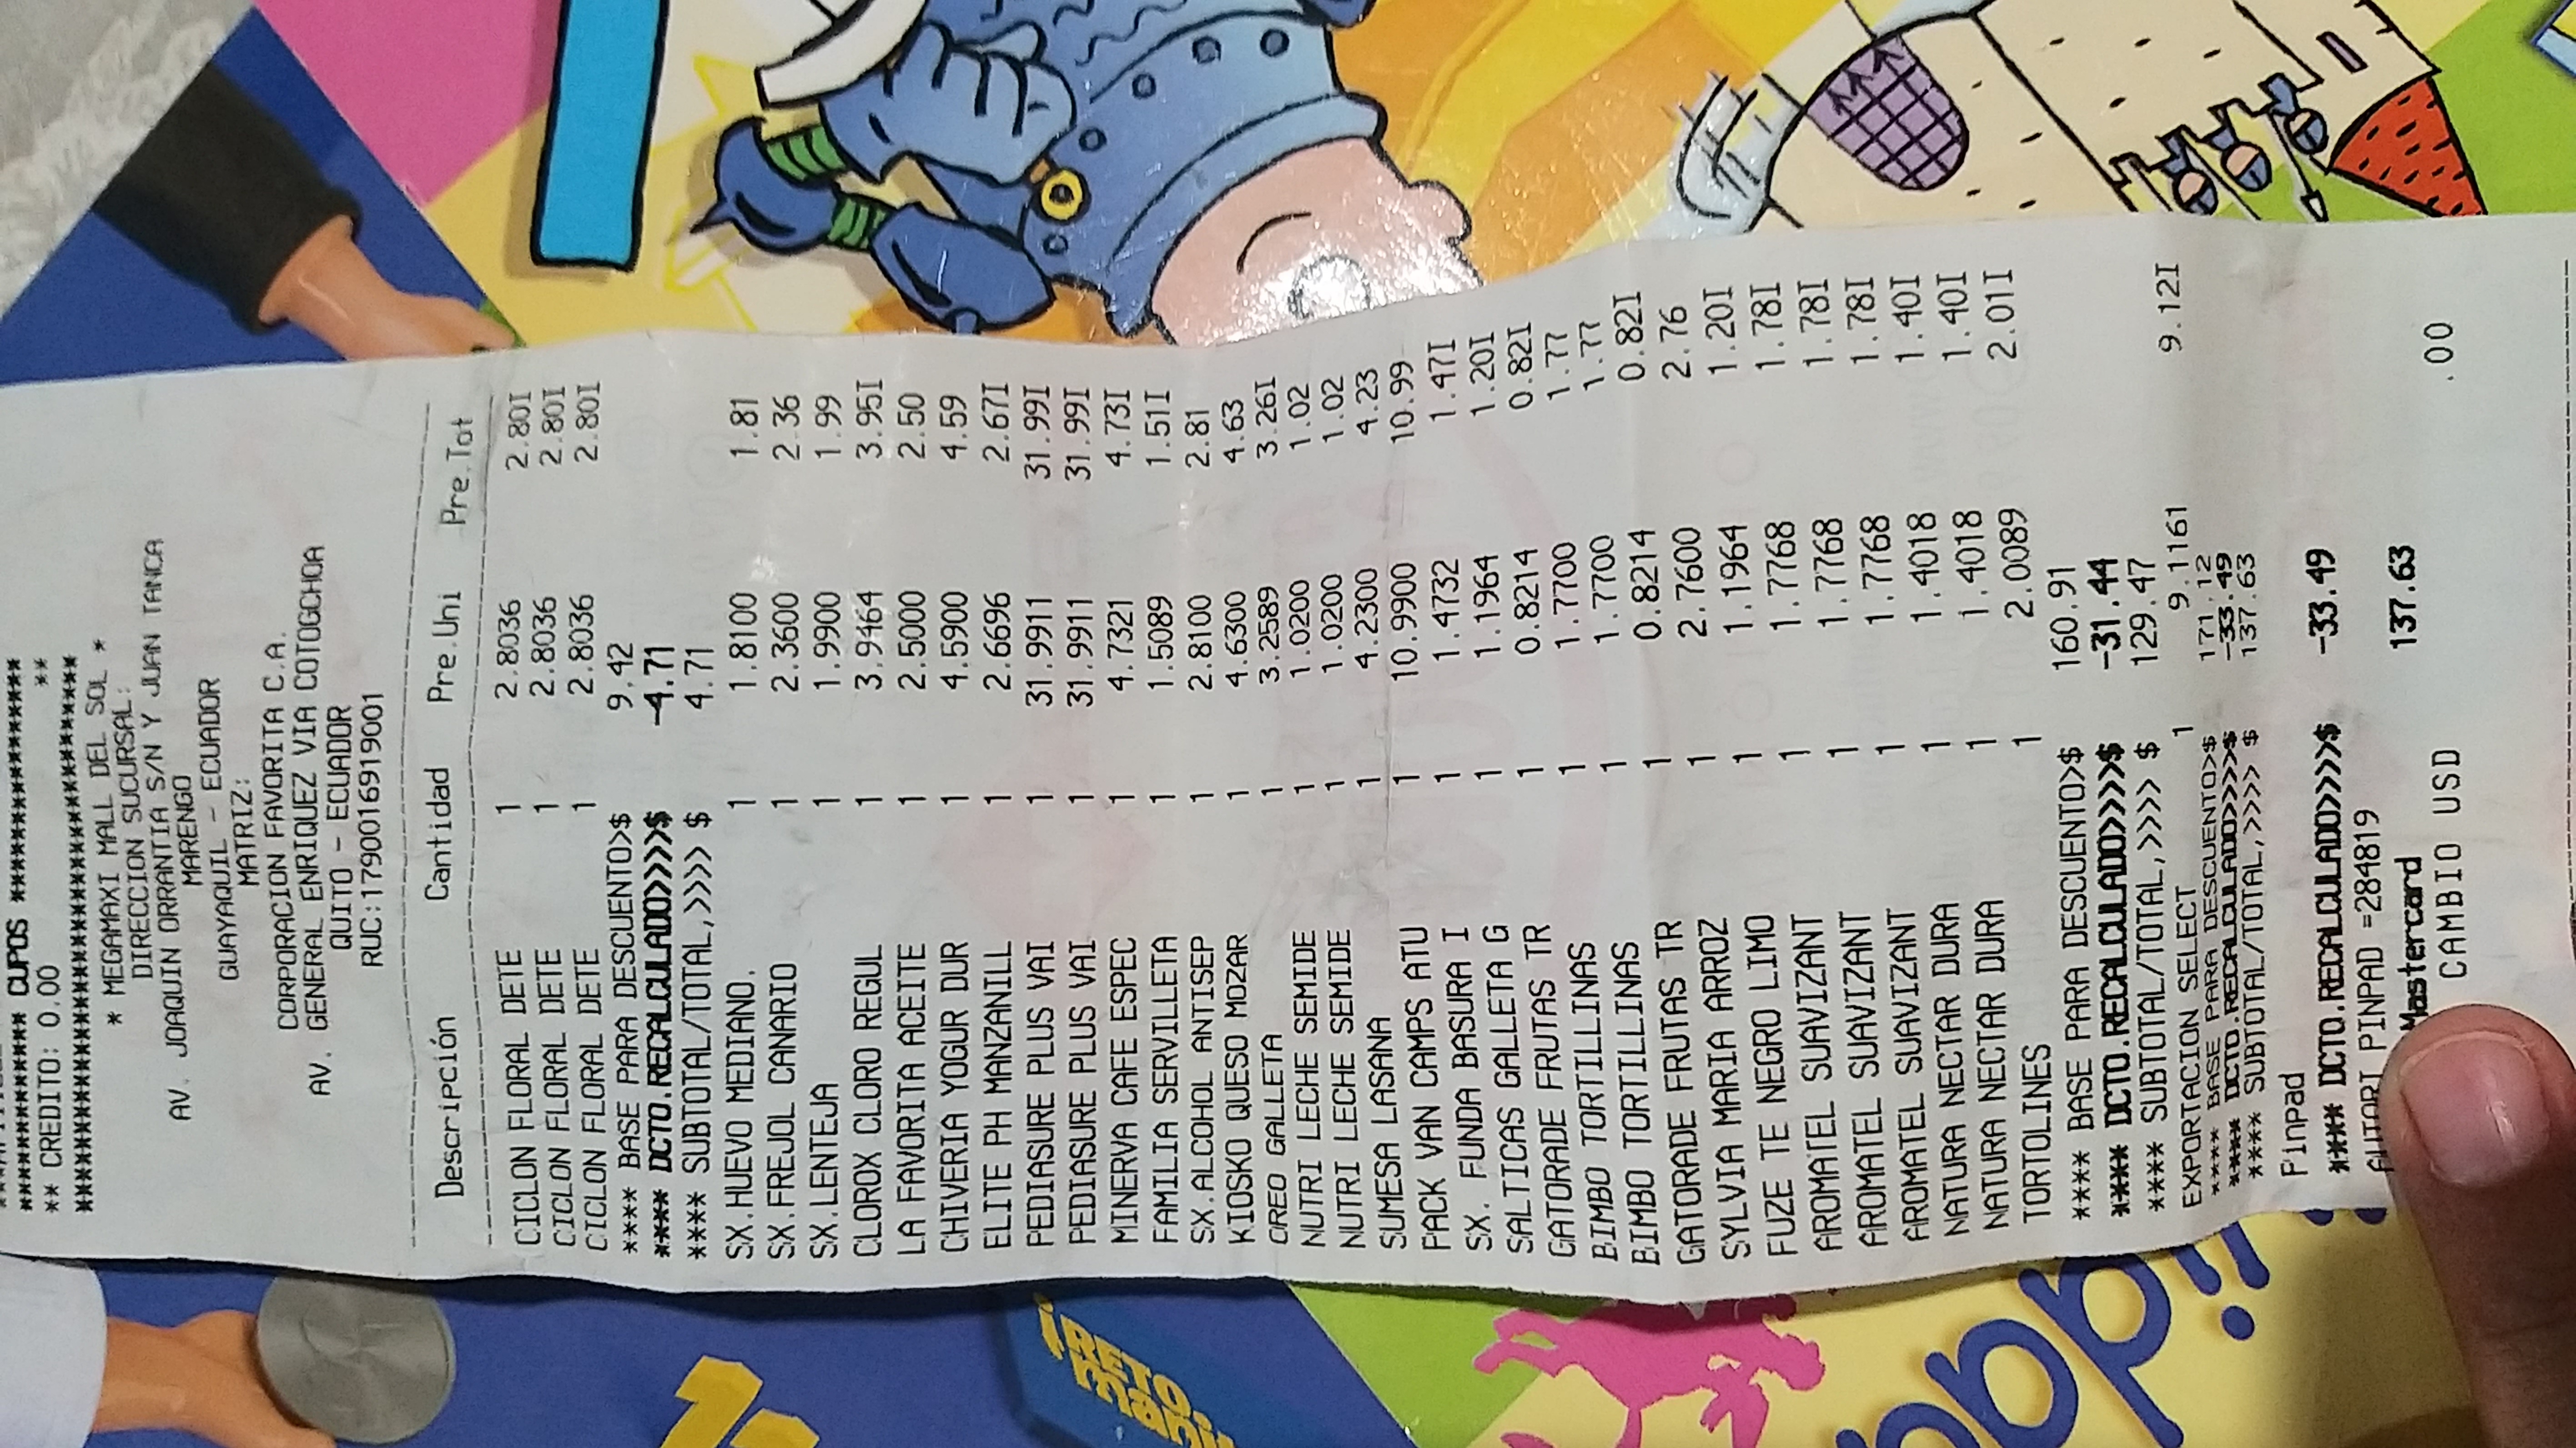 ************* CUPOS ****************
** CREDITO: 0.00 **
************************************
* MEGAMAXI MALL DEL SOL *
DIRECCION SUCURSAL:
AV. JOAQUIN ORRANTIA S/N Y JUAN TANCA
MARENGO
GUAYAQUIL - ECUADOR
MATRIZ:
CORPORACION FAVORITA C.A.
AV. GENERAL ENRIQUEZ VIA COTOGCHOA
QUITO - ECUADOR
RUC:1790016919001
Descripción Cantidad Pre.Uni Pre.Tot
CICLON FLORAL DETE 1 2.8036 2.80I
CICLON FLORAL DETE 1 2.8036 2.80I
CICLON FLORAL DETE 1 2.8036 2.80I
**** BASE PARA DESCUENTO>$ 9.42
**** DCTO.RECALCULADO>>>>$ -4.71
**** SUBTOTAL/TOTAL,>>>> $ 4.71
SX.HUEVO MEDIANO. 1 1.8100 1.81
SX.FREJOL CANARIO 1 2.3600 2.36
SX.LENTEJA 1 1.9900 1.99
CLOROX CLORO REGUL 1 3.9464 3.95I
LA FAVORITA ACEITE 1 2.5000 2.50
CHIVERIA YOGUR DUR 1 4.5900 4.59
ELITE PH MANZANILL 1 2.6696 2.67I
PEDIASURE PLUS VAI 1 31.9911 31.99I
PEDIASURE PLUS VAI 1 31.9911 31.99I
MINERVA CAFE ESPEC 1 4.7321 4.73I
FAMILIA SERVILLETA 1 1.5089 1.51I
SX.ALCOHOL ANTISEP 1 2.8100 2.81
KIOSKO QUESO MOZAR 1 4.6300 4.63
OREO GALLETA 1 3.2589 3.26I
NUTRI LECHE SEMIDE 1 1.0200 1.02
NUTRI LECHE SEMIDE 1 1.0200 1.02
SUMESA LASANA 1 4.2300 4.23
PACK VAN CAMPS ATU 1 10.9900 10.99
SX. FUNDA BASURA I 1 1.4732 1.47I
SALTICAS GALLETA G 1 1.1964 1.20I
GATORADE FRUTAS TR 1 0.8214 0.82I
BIMBO TORTILLINAS 1 1.7700 1.77
BIMBO TORTILLINAS 1 1.7700 1.77
GATORADE FRUTAS TR 1 0.8214 0.82I
SYLVIA MARIA ARROZ 1 2.7600 2.76
FUZE TE NEGRO LIMO 1 1.1964 1.20I
AROMATEL SUAVIZANT 1 1.7768 1.78I
AROMATEL SUAVIZANT 1 1.7768 1.78I
AROMATEL SUAVIZANT 1 1.7768 1.78I
NATURA NECTAR DURA 1 1.4018 1.40I
NATURA NECTAR DURA 1 1.4018 1.40I
TORTOLINES 1 2.0089 2.01I
**** BASE PARA DESCUENTO>$ 160.91
**** DCTO.RECALCULADO>>>>$ -31.44
**** SUBTOTAL/TOTAL,>>>> $ 129.47
EXPORTACION SELECT 1 9.1161 9.12I
**** BASE PARA DESCUENTO>$ 171.12
**** DCTO.RECALCULADO>>>>$ -33.49
**** SUBTOTAL/TOTAL,>>>> $ 137.63
Pinpad
**** DCTO.RECALCULADO>>>>$ -33.49
AUTORI PINPAD =284819
Mastercard 137.63
CAMBIO USD .00